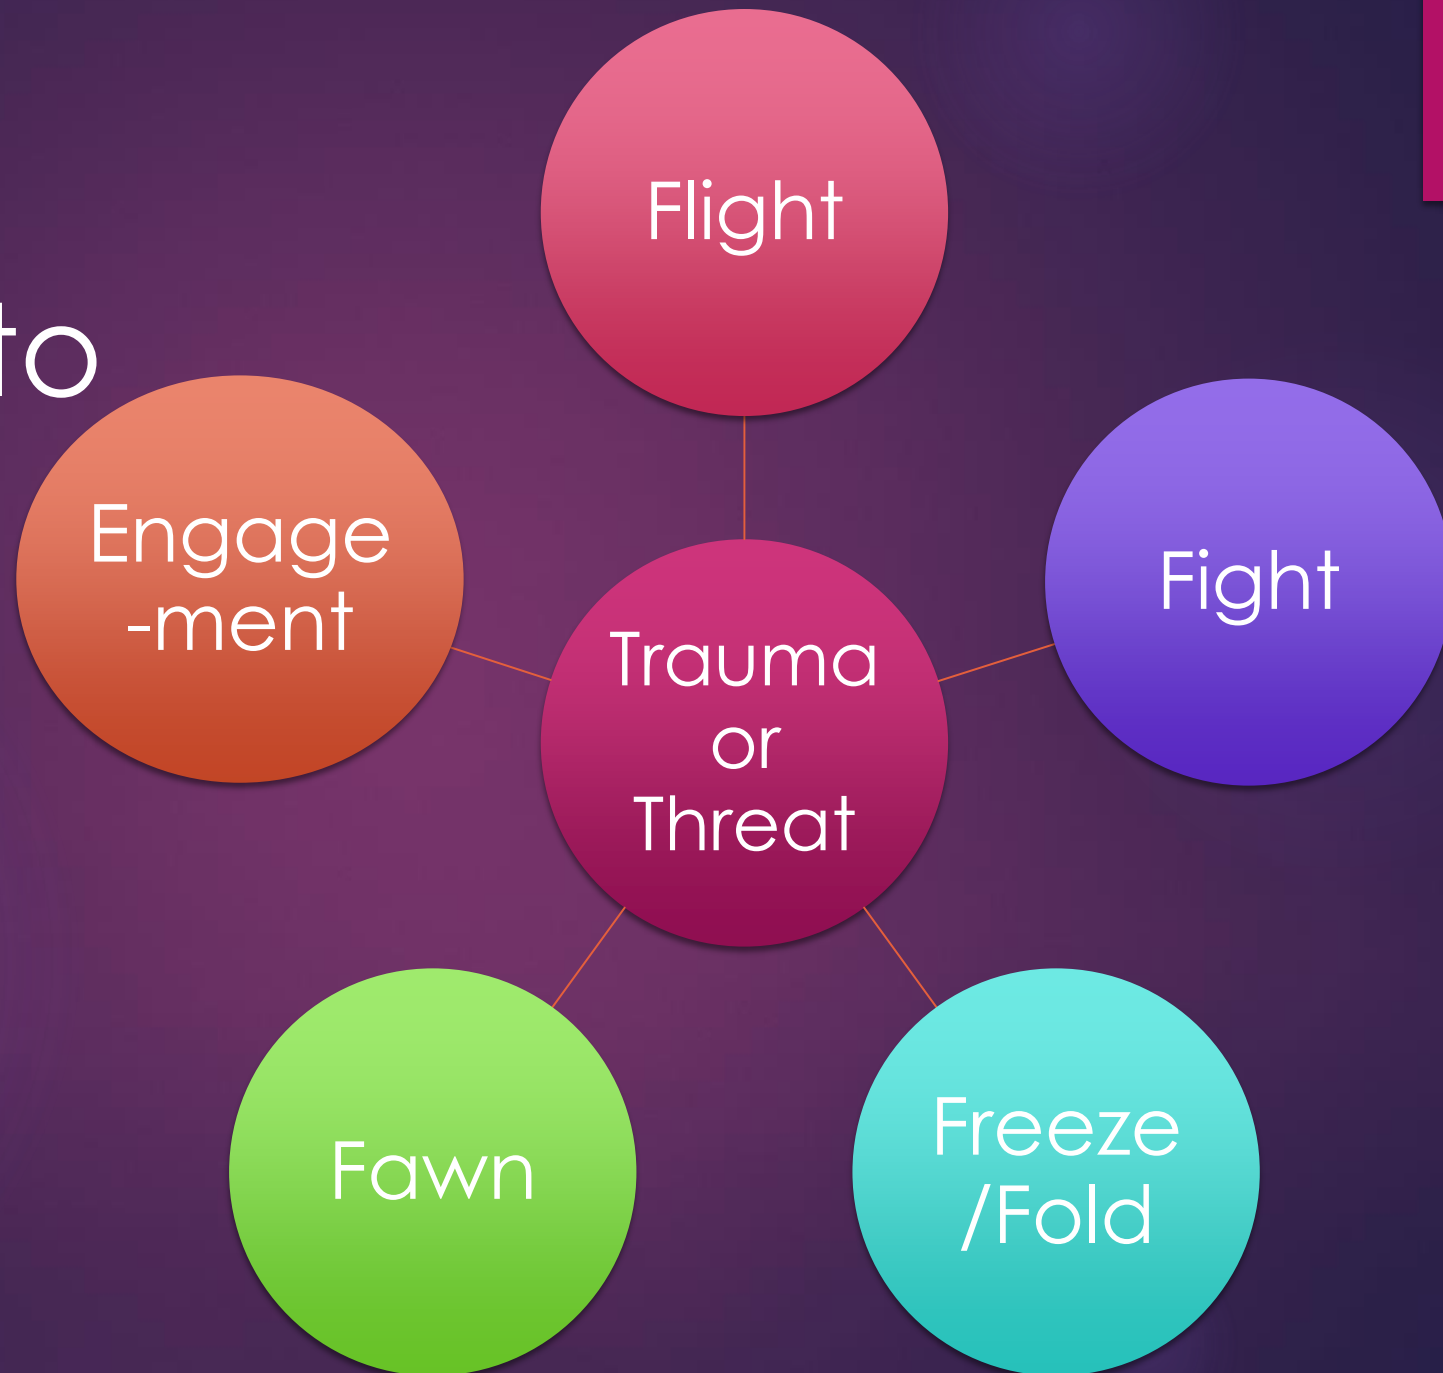 Flight
to
Engage
-ment
Fight
Trauma
or
Threat
Fawn
Freeze
/Fold